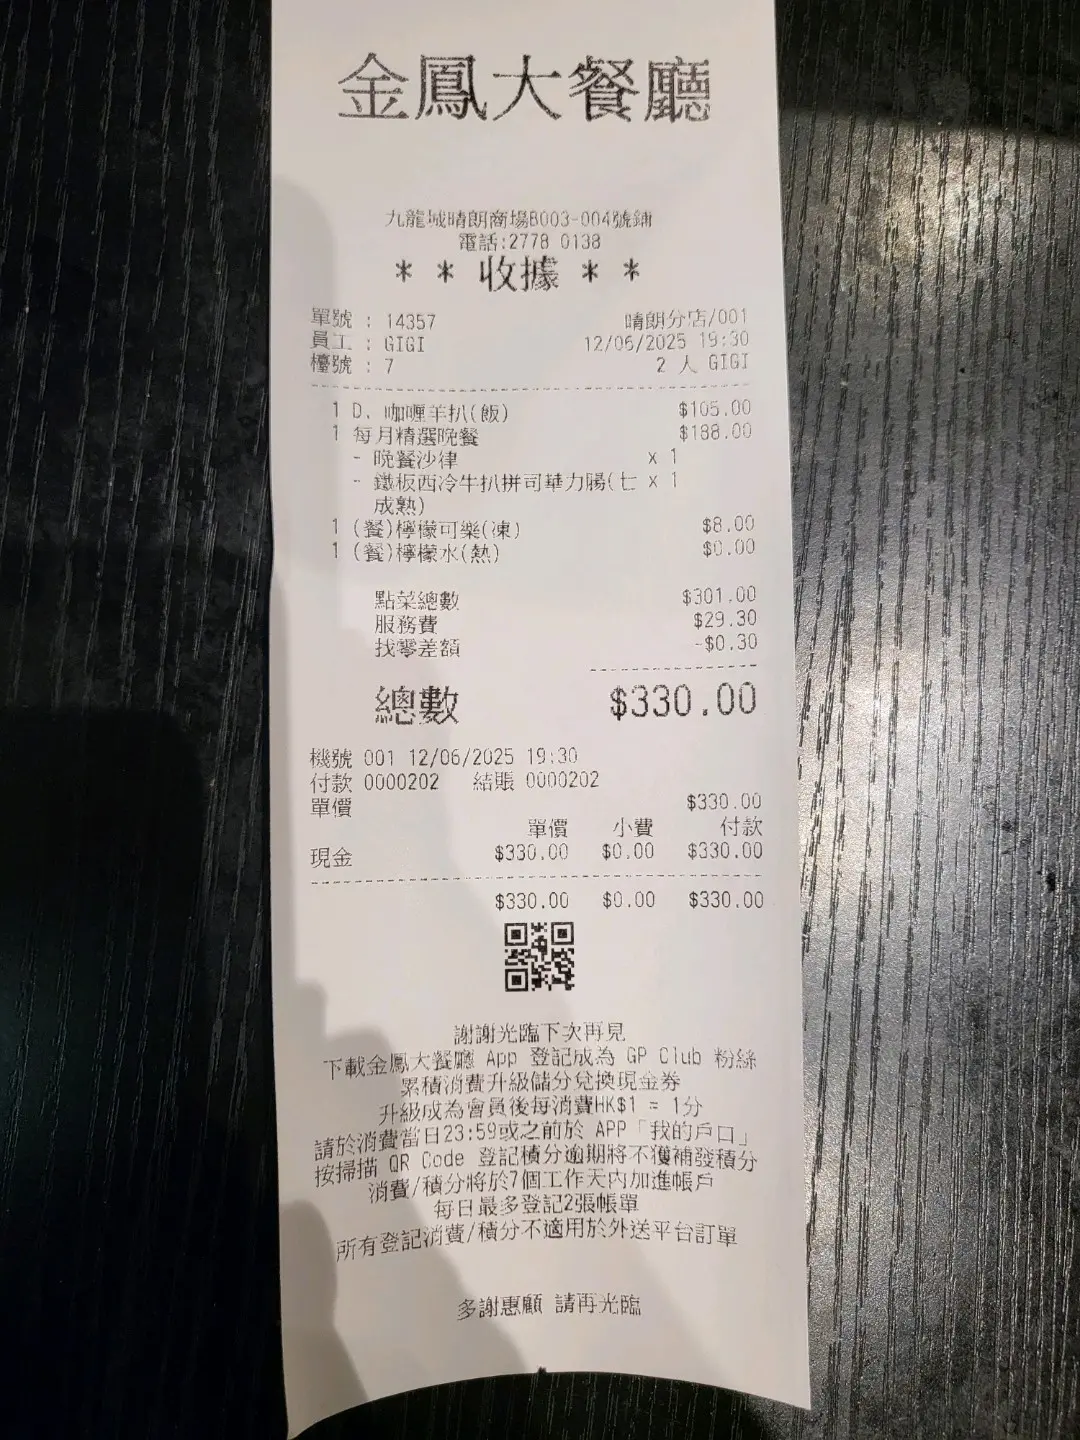 金鳳大餐廳
九龍城晴朗商場B003-004號鋪
電話:2778 0138
* * 收據 * *
單號 : 14357 晴朗分店/001
員工 : GIGI 12/06/2025 19:30
檯號 : 7 2 人 GIGI
1 D. 咖喱羊扒(飯) $105.00
1 每月精選晚餐 $188.00
- 晚餐沙律 x 1
- 鐵板西冷牛扒拼司華力腸(七 x 1
成熟)
1 (餐)檸檬可樂(凍) $8.00
1 (餐)檸檬水(熱) $0.00
點菜總數 $301.00
服務費 $29.30
找零差額 -$0.30
總數 $330.00
機號 001 12/06/2025 19:30
付款 0000202 結賬 0000202
單價 $330.00
單價 小費 付款
現金 $330.00 $0.00 $330.00
$330.00 $0.00 $330.00
謝謝光臨下次再見
下載金鳳大餐廳 App 登記成為 GP Club 粉絲
累積消費升級儲分兌換現金券
升級成為會員後每消費HK$1 = 1分
請於消費當日23:59或之前於 APP「我的戶口」
按掃描 QR Code 登記積分逾期將不獲補發積分
消費/積分將於7個工作天內加進帳戶
每日最多登記2張帳單
所有登記消費/積分不適用於外送平台訂單
多謝惠顧 請再光臨